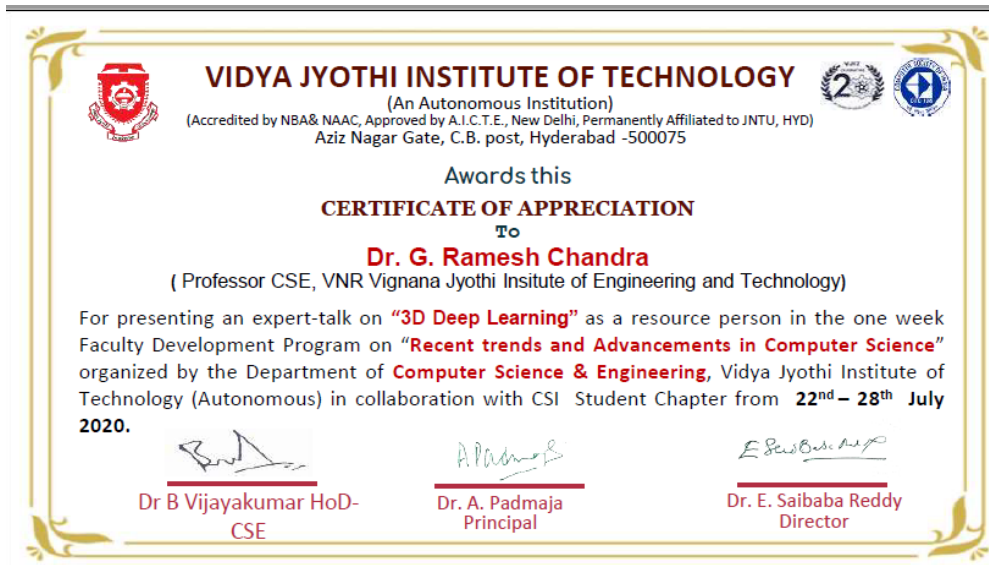 VIDYA JYOTHI INSTITUTE OF TECHNOLOGY
(An Autonomous Institution)
(Accredited by NBA& NAAC, Approved by A.I.C.T.E., New Delhi, Permanently Affiliated to JNTU, HYD)
Aziz Nagar Gate, C.B. post, Hyderabad -500075
Awards this
CERTIFICATE OF APPRECIATION
To
Dr. G. Ramesh Chandra
( Professor CSE, VNR Vignana Jyothi Insitute of Engineering and Technology)
For presenting an expert-talk on “3D Deep Learning” as a resource person in the one week
Faculty Development Program on “Recent trends and Advancements in Computer Science”
organized by the Department of Computer Science & Engineering, Vidya Jyothi Institute of
Technology (Autonomous) in collaboration with CSI Student Chapter from 22nd – 28th July
2020.
Dr B Vijayakumar HoD-
CSE
Dr. A. Padmaja
Principal
Dr. E. Saibaba Reddy
Director